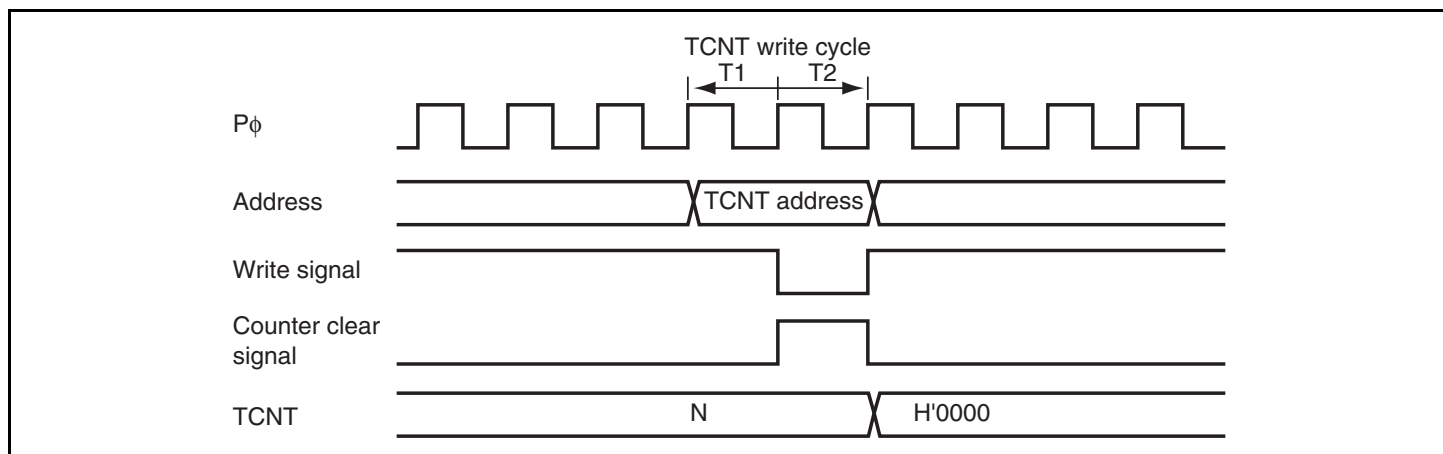 TCNT write cycle
T1 T2
Pϕ
Address
TCNT address
Write signal
Counter clear
signal
TCNT
N
H'0000